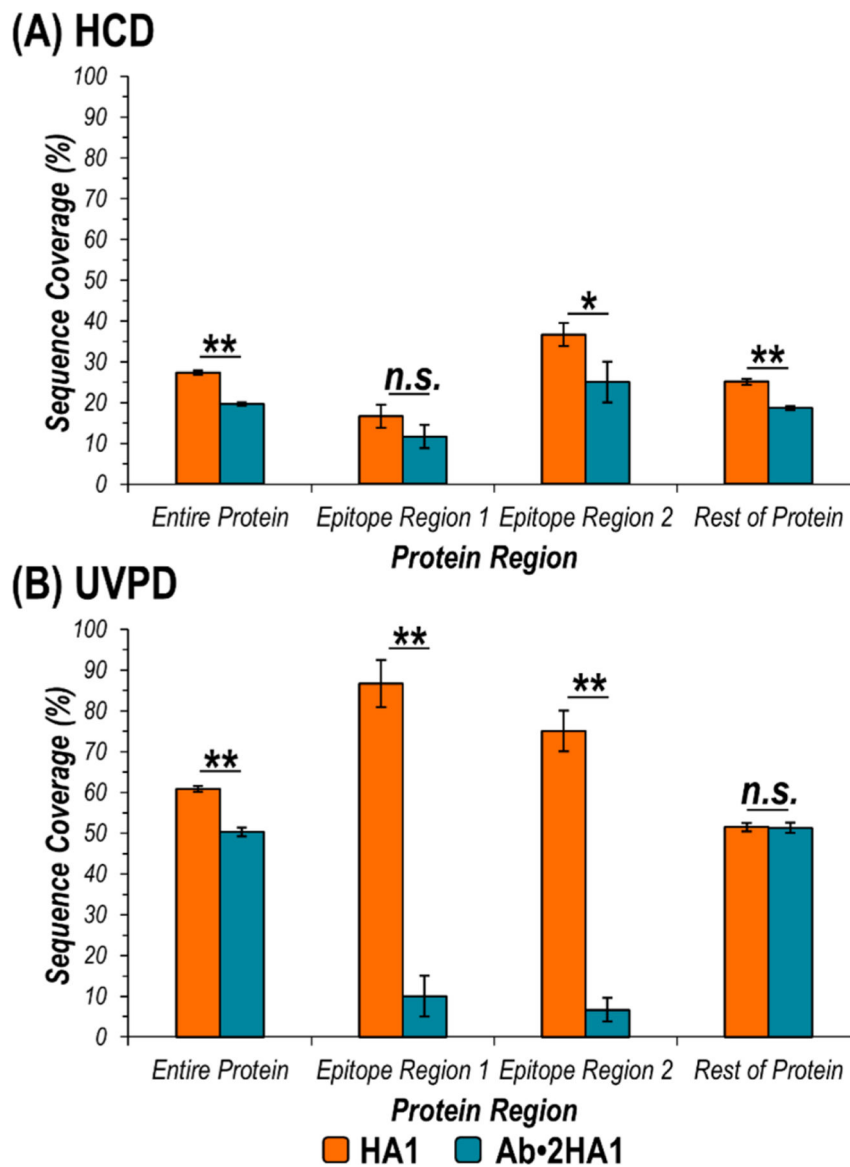 (A) HCD
Sequence Coverage (%)
100
90
80
70
60
50
40
30
20
10
0
**
n.s.
*
**
Entire Protein Epitope Region 1 Epitope Region 2 Rest of Protein
Protein Region
(B) UVPD
Sequence Coverage (%)
100
90
80
70
60
50
40
30
20
10
0
**
**
**
n.s.
Entire Protein Epitope Region 1 Epitope Region 2 Rest of Protein
Protein Region
HA1 Ab•2HA1